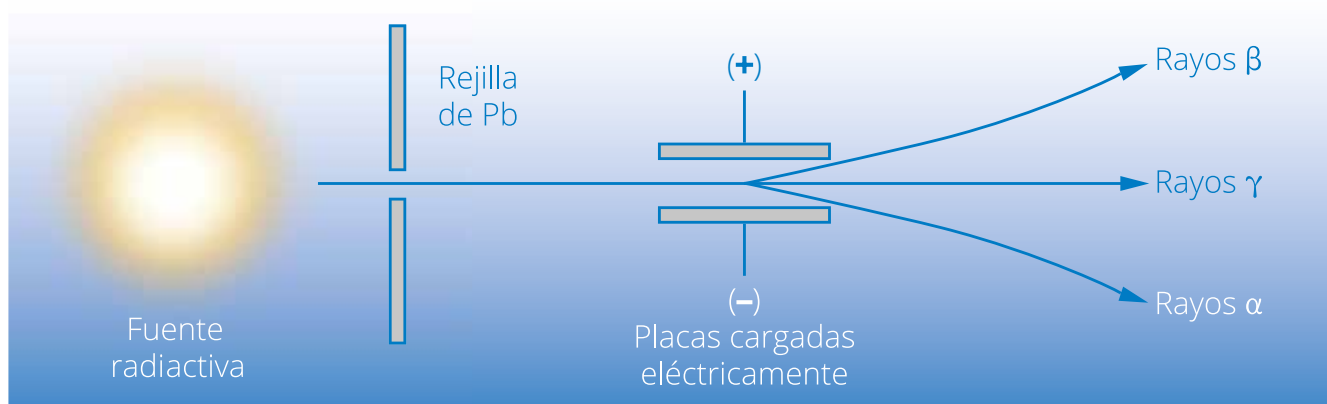 Rejilla
de Pb
(+)
Rayos β
Rayos γ
Rayos α
(–)
Placas cargadas
eléctricamente
Fuente
radiactiva